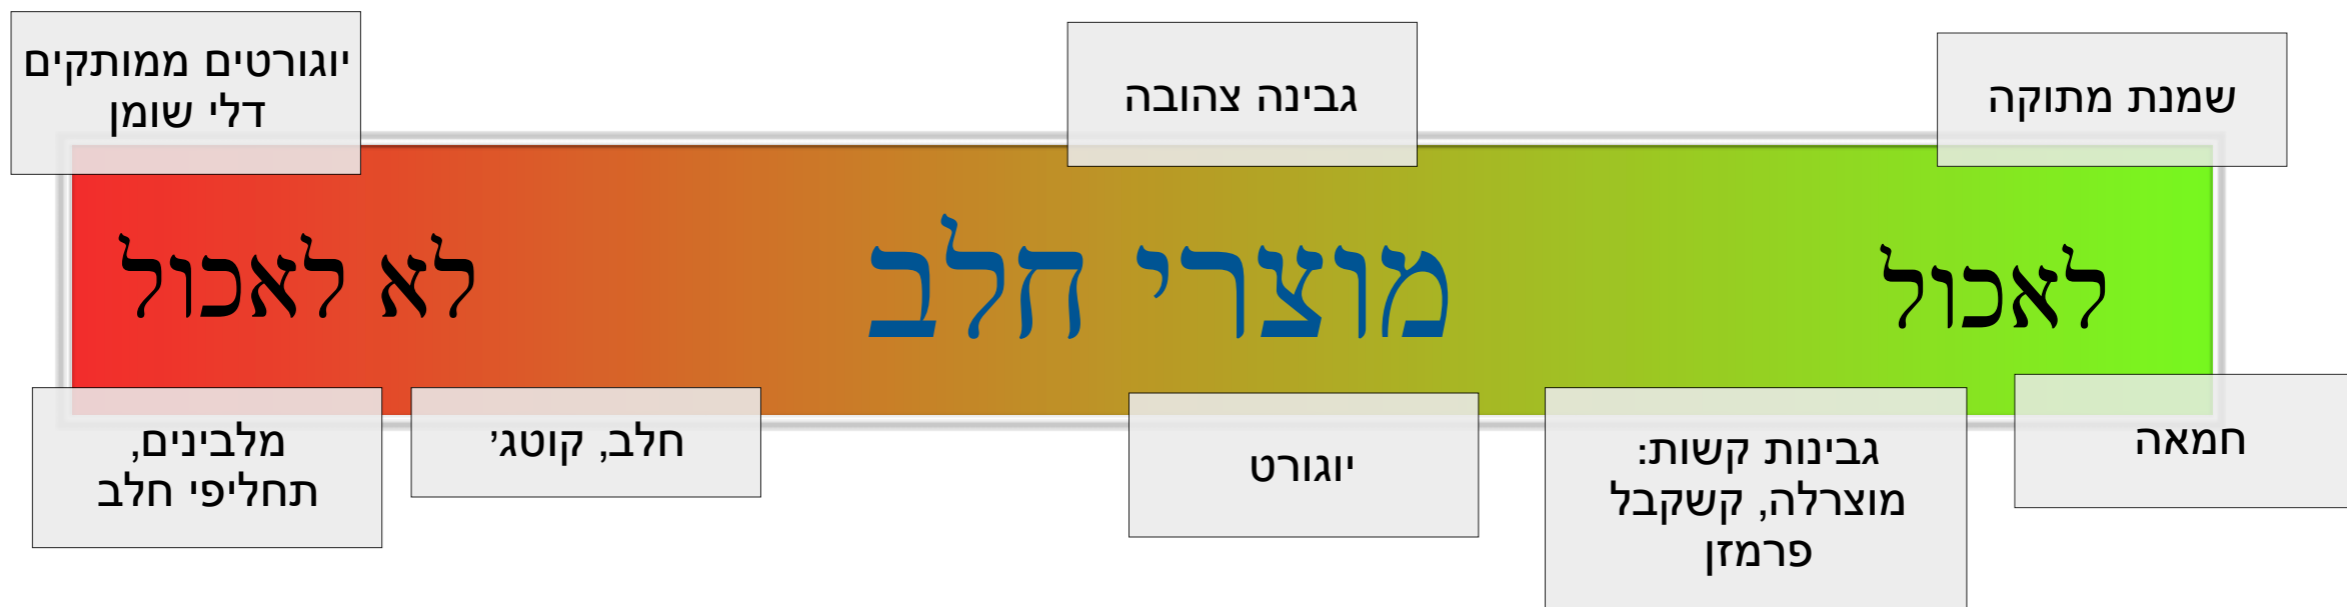 שמנת מתוקה
גבינה צהובה
יוגורטים ממותקים
דלי שומן
לאכול
מוצרי חלב
לא לאכול
חמאה
גבינות קשות:
מוצרלה, קשקבל
פרמזן
יוגורט
חלב, קוטג'
מלבינים,
תחליפי חלב